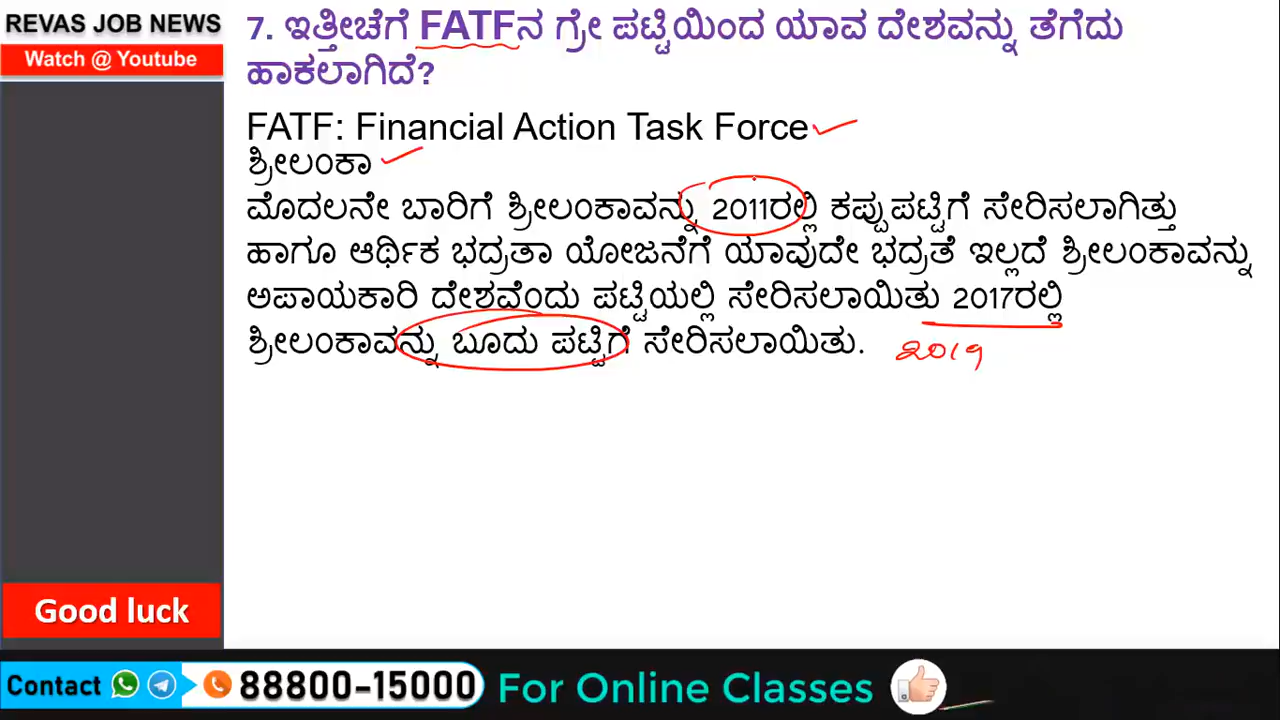 REVAS JOB NEWS
Watch @ Youtube
7. ಇತ್ತೀಚೆಗೆ FATFನ ಗ್ರೇ ಪಟ್ಟಿಯಿಂದ ಯಾವ ದೇಶವನ್ನು ತೆಗೆದು
ಹಾಕಲಾಗಿದೆ?
FATF: Financial Action Task Force
ಶ್ರೀಲಂಕಾ
ಮೊದಲನೇ ಬಾರಿಗೆ ಶ್ರೀಲಂಕಾವನ್ನು 2011ರಲ್ಲಿ ಕಪ್ಪುಪಟ್ಟಿಗೆ ಸೇರಿಸಲಾಗಿತ್ತು
ಹಾಗೂ ಆರ್ಥಿಕ ಭದ್ರತಾ ಯೋಜನೆಗೆ ಯಾವುದೇ ಭದ್ರತೆ ಇಲ್ಲದೆ ಶ್ರೀಲಂಕಾವನ್ನು
ಅಪಾಯಕಾರಿ ದೇಶವೆಂದು ಪಟ್ಟಿಯಲ್ಲಿ ಸೇರಿಸಲಾಯಿತು 2017ರಲ್ಲಿ
ಶ್ರೀಲಂಕಾವನ್ನು ಬೂದು ಪಟ್ಟಿಗೆ ಸೇರಿಸಲಾಯಿತು.
2019
Good luck
Contact 88800-15000 For Online Classes